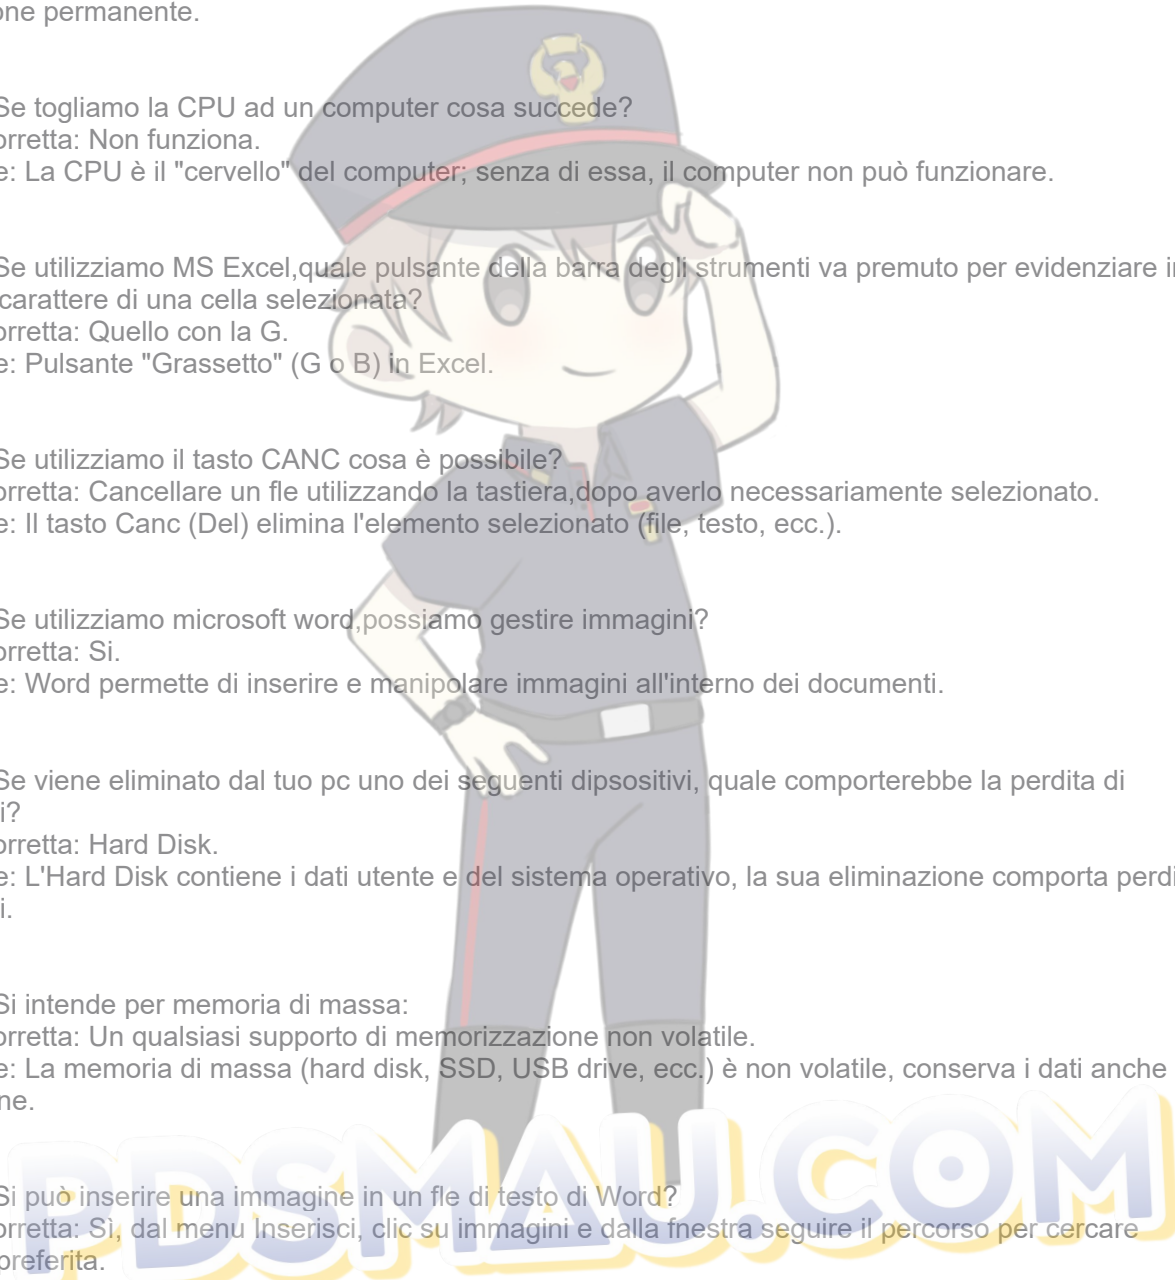 one permanente.
Se togliamo la CPU ad un computer cosa succede?
orretta: Non funziona.
e: La CPU è il "cervello" del computer; senza di essa, il computer non può funzionare.
Se utilizziamo MS Excel,quale pulsante della barra degli strumenti va premuto per evidenziare in
carattere di una cella selezionata?
orretta: Quello con la G.
e: Pulsante "Grassetto" (G o B) in Excel.
Se utilizziamo il tasto CANC cosa è possibile?
orretta: Cancellare un fle utilizzando la tastiera,dopo averlo necessariamente selezionato.
e: Il tasto Canc (Del) elimina l'elemento selezionato (file, testo, ecc.).
Se utilizziamo microsoft word,possiamo gestire immagini?
orretta: Si.
e: Word permette di inserire e manipolare immagini all'interno dei documenti.
Se viene eliminato dal tuo pc uno dei seguenti dipsositivi, quale comporterebbe la perdita di
i?
orretta: Hard Disk.
e: L'Hard Disk contiene i dati utente e del sistema operativo, la sua eliminazione comporta perdi
i.
Si intende per memoria di massa:
orretta: Un qualsiasi supporto di memorizzazione non volatile.
e: La memoria di massa (hard disk, SSD, USB drive, ecc.) è non volatile, conserva i dati anche
ne.
PDSMAU.COM
Si può inserire una immagine in un fle di testo di Word?
orretta: Sì, dal menu Inserisci, clic su immagini e dalla fnestra seguire il percorso per cercare
preferita.